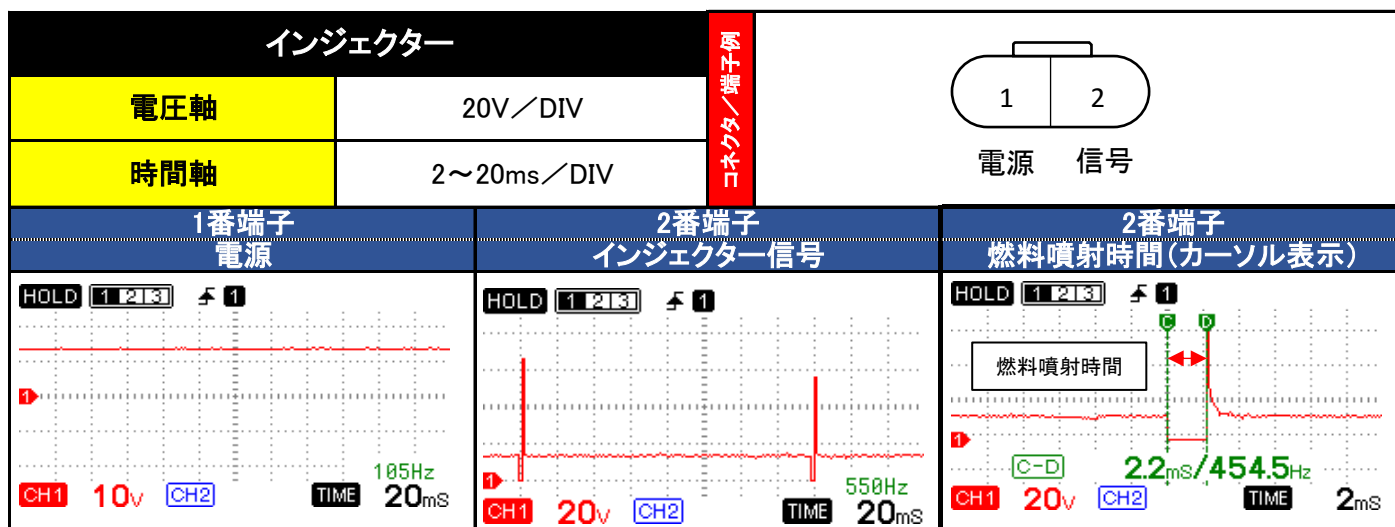 インジェクター
電圧軸
20V／DIV
時間軸
2～20ms／DIV
コネクタ／端子例
1
2
電源
信号
1番端子
電源
2番端子
インジェクター信号
2番端子
燃料噴射時間(カーソル表示)
HOLD 1 2 3 1
1
105Hz
CH1 10V CH2 TIME 20mS
HOLD 1 2 3 1
1
550Hz
CH1 20V CH2 TIME 20mS
HOLD 1 2 3 1
C D
燃料噴射時間
1
C-D 2.2mS/454.5Hz
CH1 20V CH2 TIME 2mS